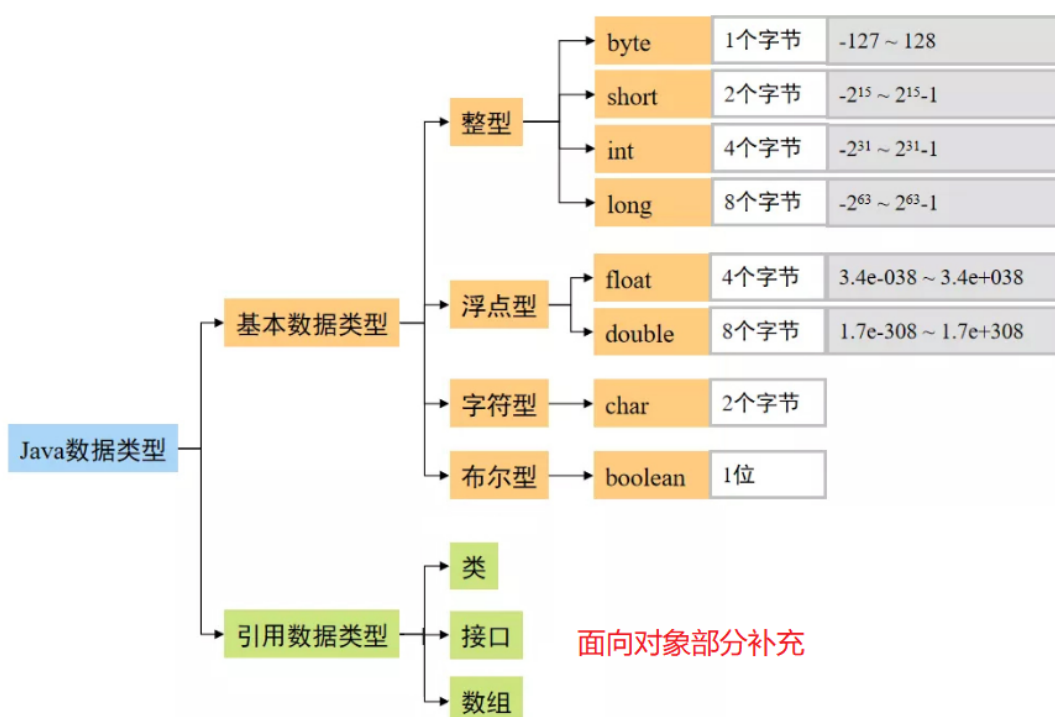 byte 1个字节 -127 ~ 128
short 2个字节 -2¹⁵ ~ 2¹⁵-1
整型
int 4个字节 -2³¹ ~ 2³¹-1
long 8个字节 -2⁶³ ~ 2⁶³-1
float 4个字节 3.4e-038 ~ 3.4e+038
浮点型
基本数据类型
double 8个字节 1.7e-308 ~ 1.7e+308
字符型 char 2个字节
Java数据类型
布尔型 boolean 1位
类
引用数据类型 接口 面向对象部分补充
数组